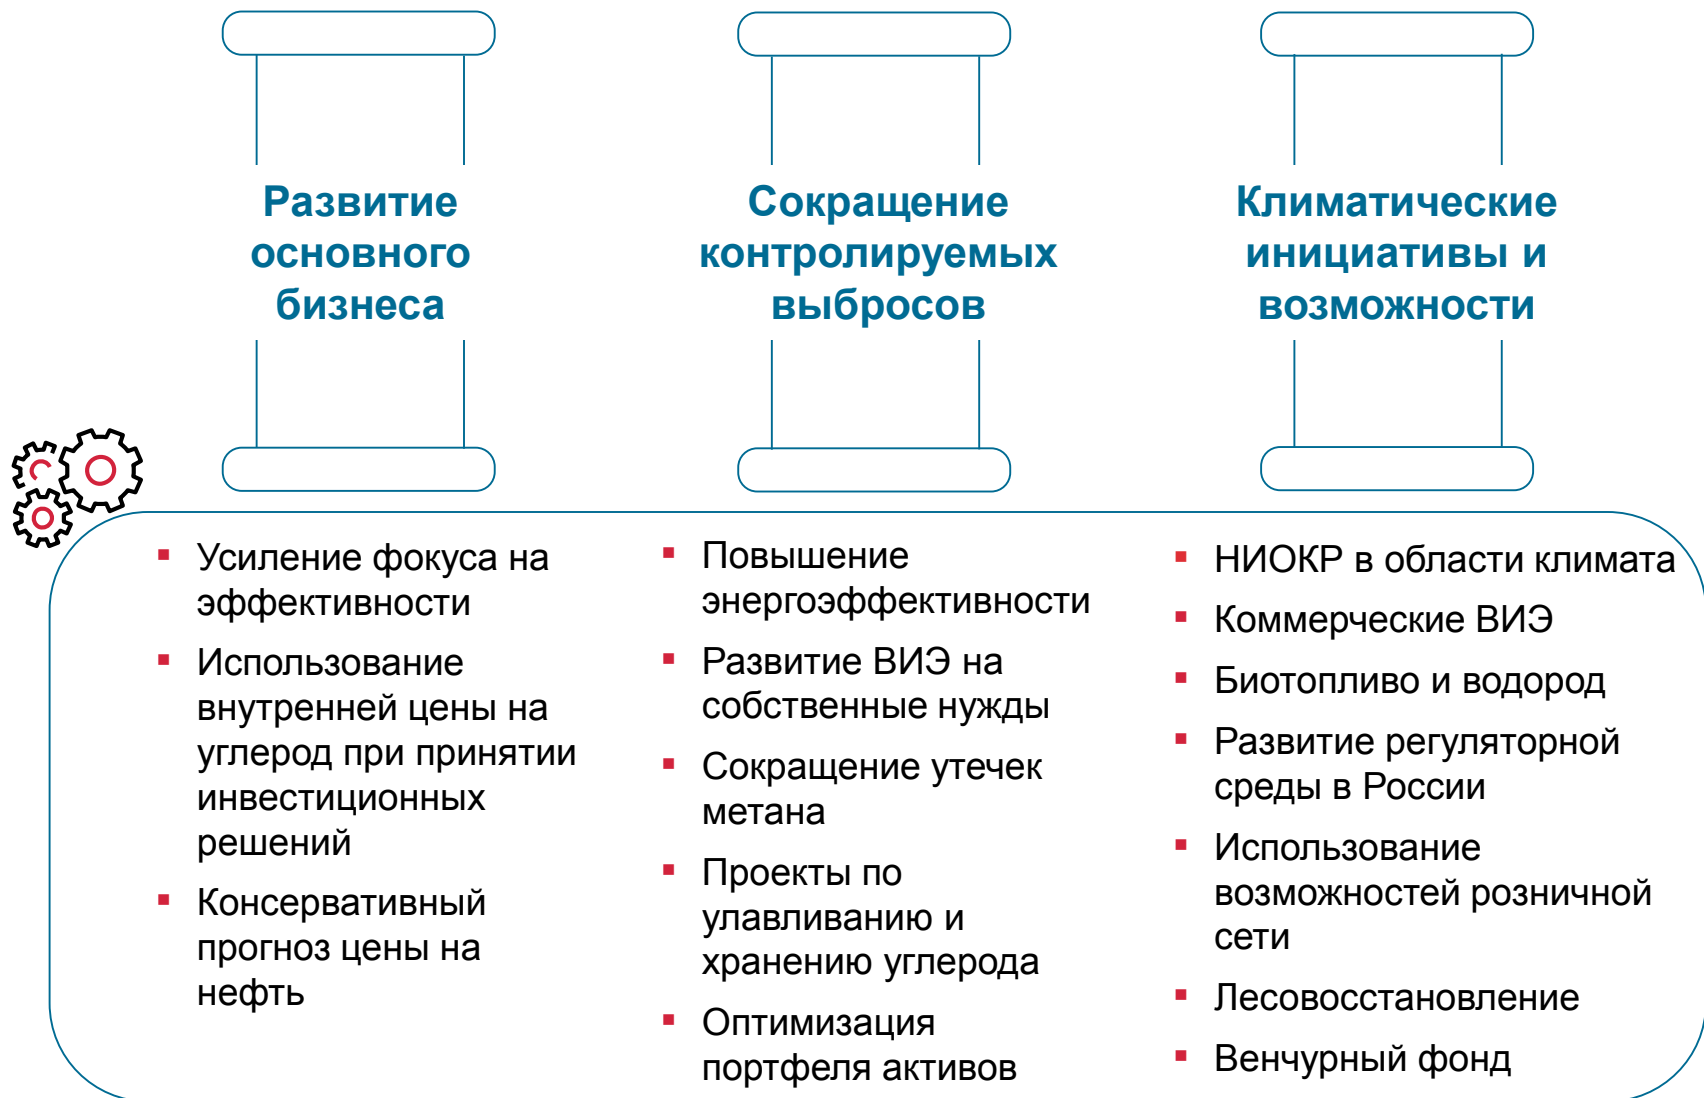 Развитие
основного
бизнеса
Сокращение
контролируемых
выбросов
Климатические
инициативы и
возможности
Усиление фокуса на
эффективности
Использование
внутренней цены на
углерод при принятии
инвестиционных
решений
Консервативный
прогноз цены на
нефть
Повышение
энергоэффективности
Развитие ВИЭ на
собственные нужды
Сокращение утечек
метана
Проекты по
улавливанию и
хранению углерода
Оптимизация
портфеля активов
НИОКР в области климата
Коммерческие ВИЭ
Биотопливо и водород
Развитие регуляторной
среды в России
Использование
возможностей розничной
сети
Лесовосстановление
Венчурный фонд